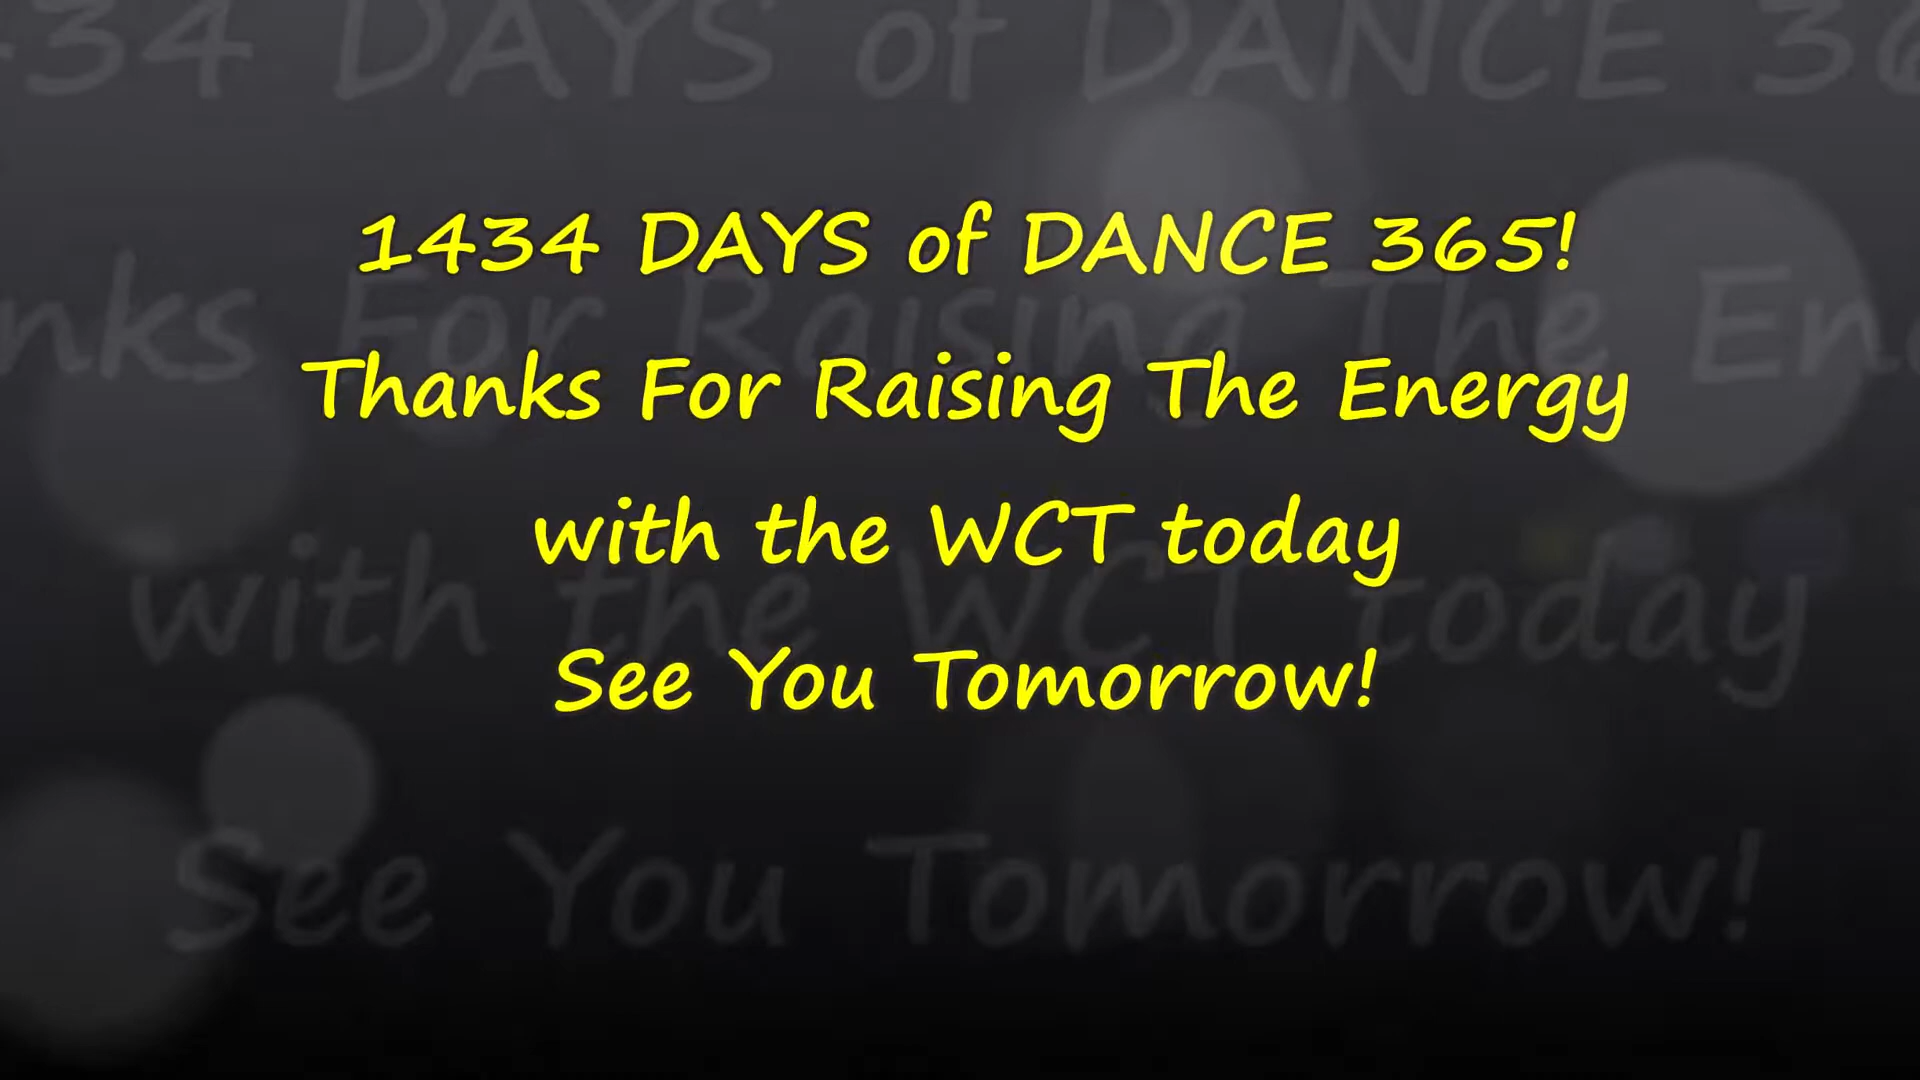 1434 DAYS of DANCE 365!
Thanks For Raising The Energy
with the WCT today
See You Tomorrow!